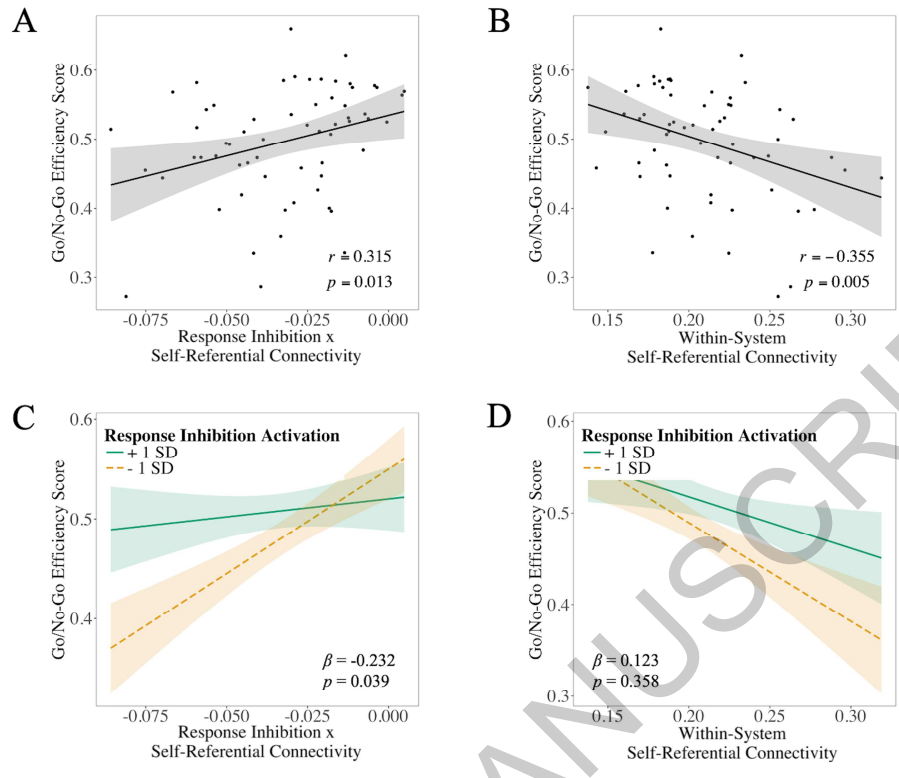 A
Go/No-Go Efficiency Score
0.6
0.5
0.4
0.3
r = 0.315
p = 0.013
-0.075
-0.050
-0.025
0.000
Response Inhibition x
Self-Referential Connectivity
B
Go/No-Go Efficiency Score
0.6
0.5
0.4
0.3
r = -0.355
p = 0.005
0.15
0.20
0.25
0.30
Within-System
Self-Referential Connectivity
C
Go/No-Go Efficiency Score
0.6
0.5
0.4
Response Inhibition Activation
+ 1 SD
- 1 SD
β = -0.232
p = 0.039
-0.075
-0.050
-0.025
0.000
Response Inhibition x
Self-Referential Connectivity
D
Go/No-Go Efficiency Score
0.6
0.5
0.4
0.3
Response Inhibition Activation
+ 1 SD
- 1 SD
β = 0.123
p = 0.358
0.15
0.20
0.25
0.30
Within-System
Self-Referential Connectivity